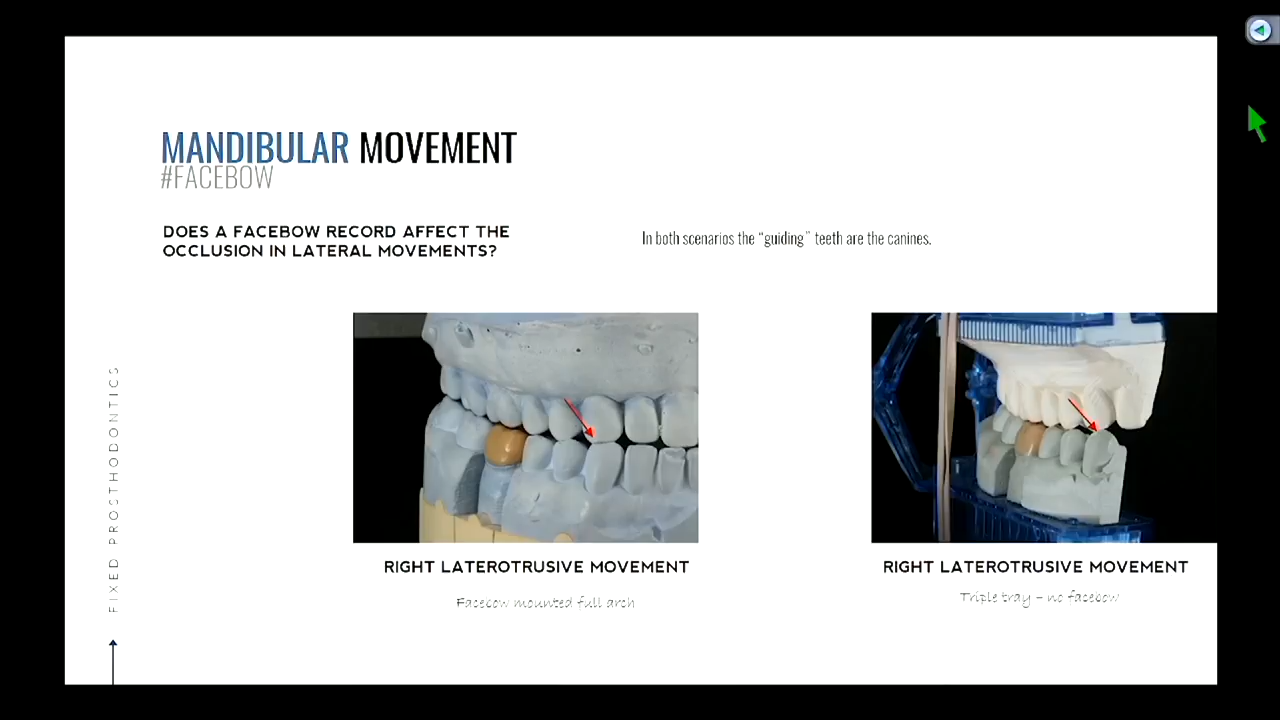 MANDIBULAR MOVEMENT
#FACEBOW
DOES A FACEBOW RECORD AFFECT THE
OCCLUSION IN LATERAL MOVEMENTS?
In both scenarios the “guiding” teeth are the canines.
FIXED PROSTHODONTICS
RIGHT LATEROTRUSIVE MOVEMENT
Facebow mounted full arch
RIGHT LATEROTRUSIVE MOVEMENT
Triple tray – no facebow